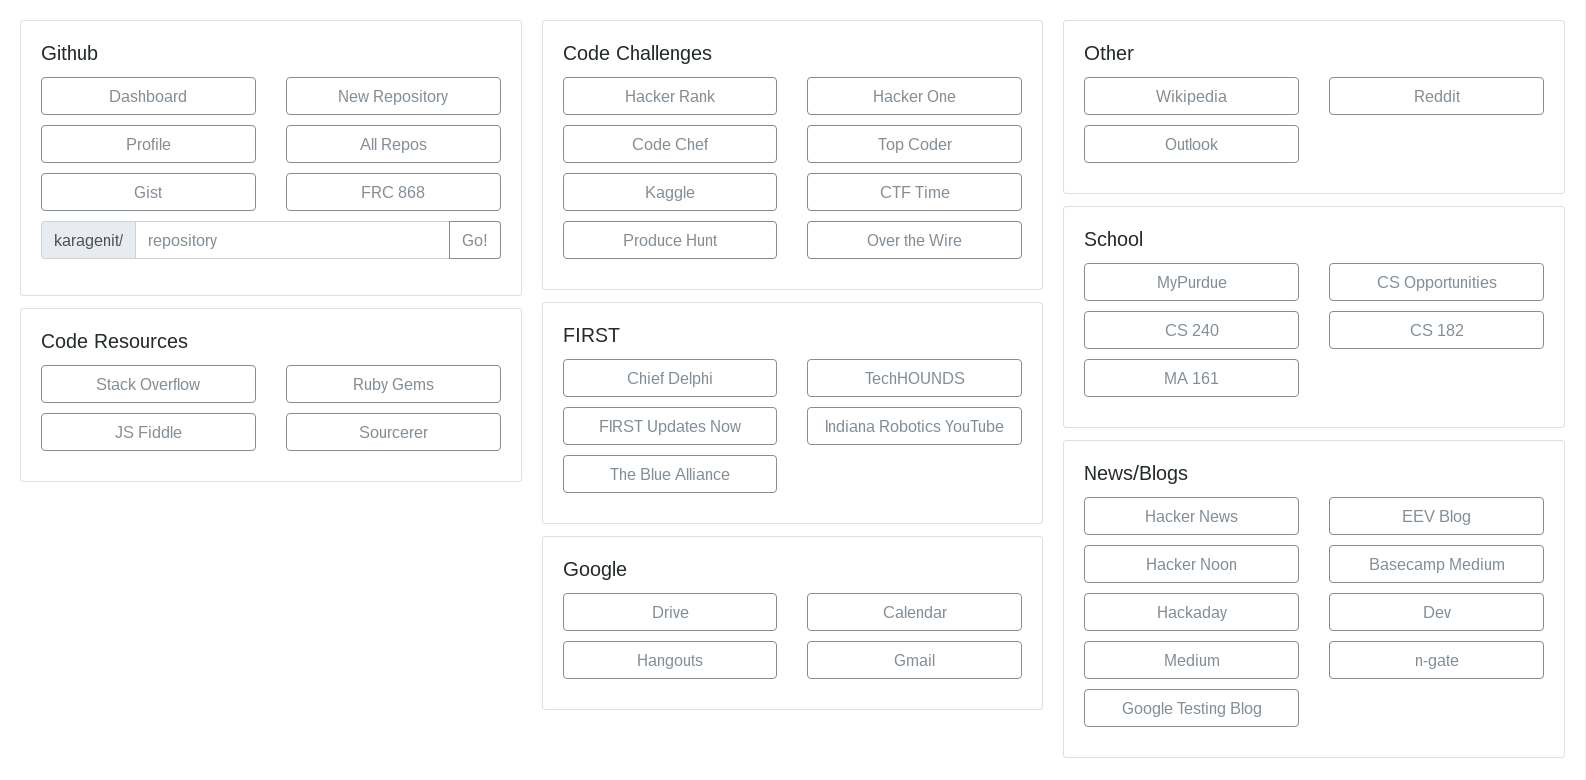 Github
Dashboard
New Repository
Profile
All Repos
Gist
FRC 868
karagenit/
repository
Go!
Code Resources
Stack Overflow
Ruby Gems
JS Fiddle
Sourcerer
Code Challenges
Hacker Rank
Hacker One
Code Chef
Top Coder
Kaggle
CTF Time
Produce Hunt
Over the Wire
FIRST
Chief Delphi
TechHOUNDS
FIRST Updates Now
Indiana Robotics YouTube
The Blue Alliance
Google
Drive
Calendar
Hangouts
Gmail
Other
Wikipedia
Reddit
Outlook
School
MyPurdue
CS Opportunities
CS 240
CS 182
MA 161
News/Blogs
Hacker News
EEV Blog
Hacker Noon
Basecamp Medium
Hackaday
Dev
Medium
n-gate
Google Testing Blog